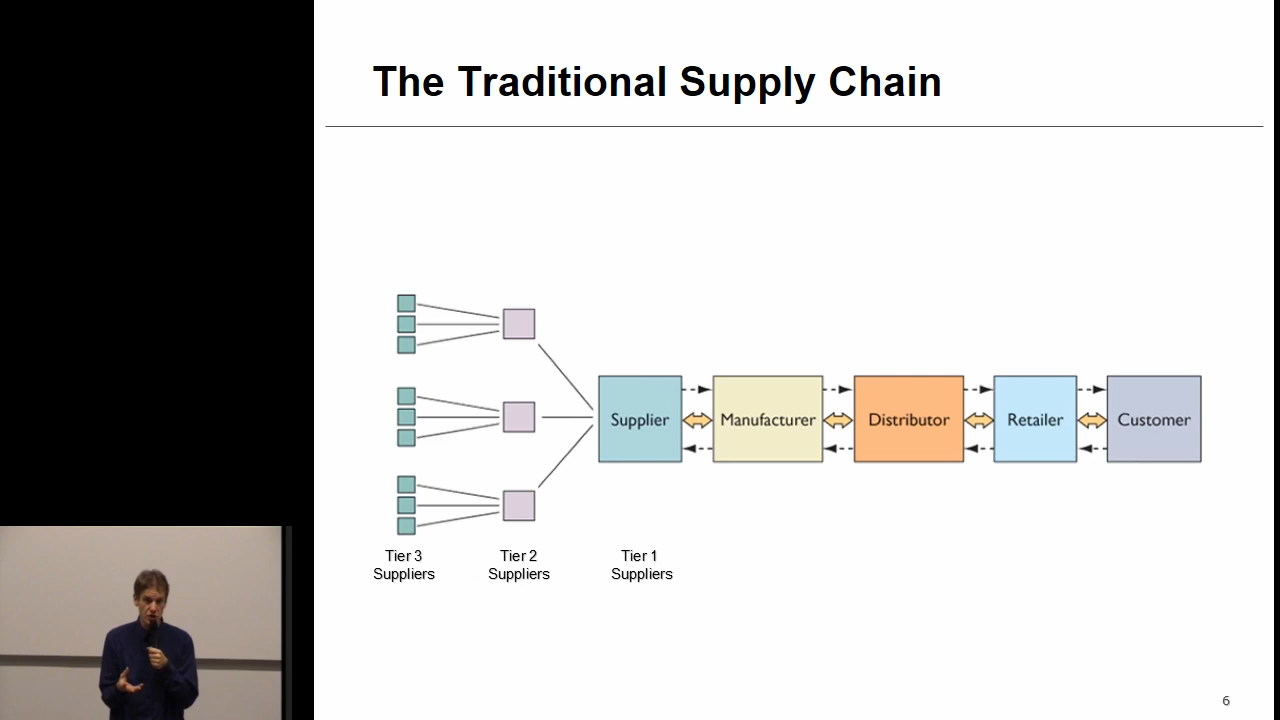 The Traditional Supply Chain
Supplier
Manufacturer
Distributor
Retailer
Customer
Tier 3
Suppliers
Tier 2
Suppliers
Tier 1
Suppliers
6